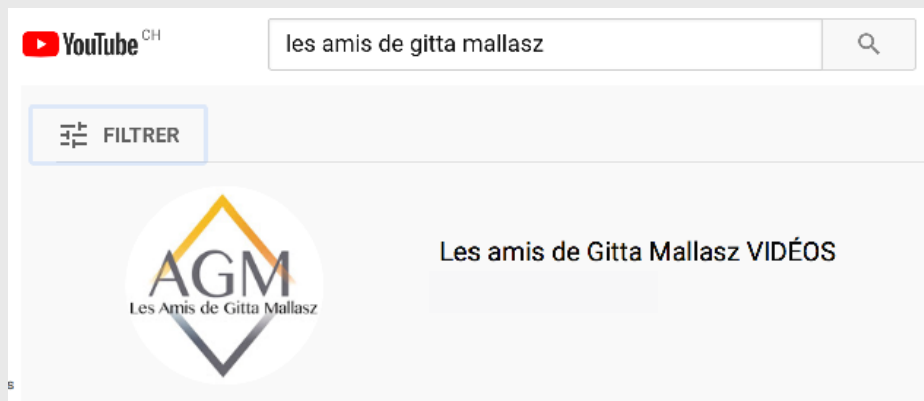 YouTube CH
les amis de gitta mallasz
FILTRER
AGM
Les Amis de Gitta Mallasz
Les amis de Gitta Mallasz VIDÉOS
s